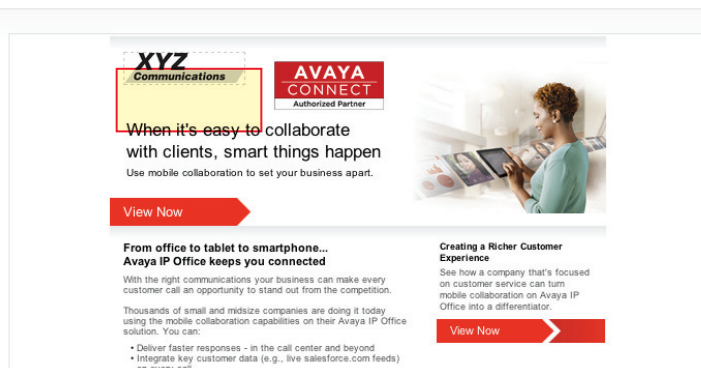 XYZ
Communications
AVAYA
CONNECT
Authorized Partner
When it's easy to collaborate
with clients, smart things happen
Use mobile collaboration to set your business apart.
View Now
From office to tablet to smartphone...
Avaya IP Office keeps you connected
With the right communications your business can make every
customer call an opportunity to stand out from the competition.
Thousands of small and midsize companies are doing it today
using the mobile collaboration capabilities on their Avaya IP Office
solution. You can:
• Deliver faster responses - in the call center and beyond
• Integrate key customer data (e.g., live salesforce.com feeds)
Creating a Richer Customer
Experience
See how a company that's focused
on customer service can turn
mobile collaboration on Avaya IP
Office into a differentiator.
View Now